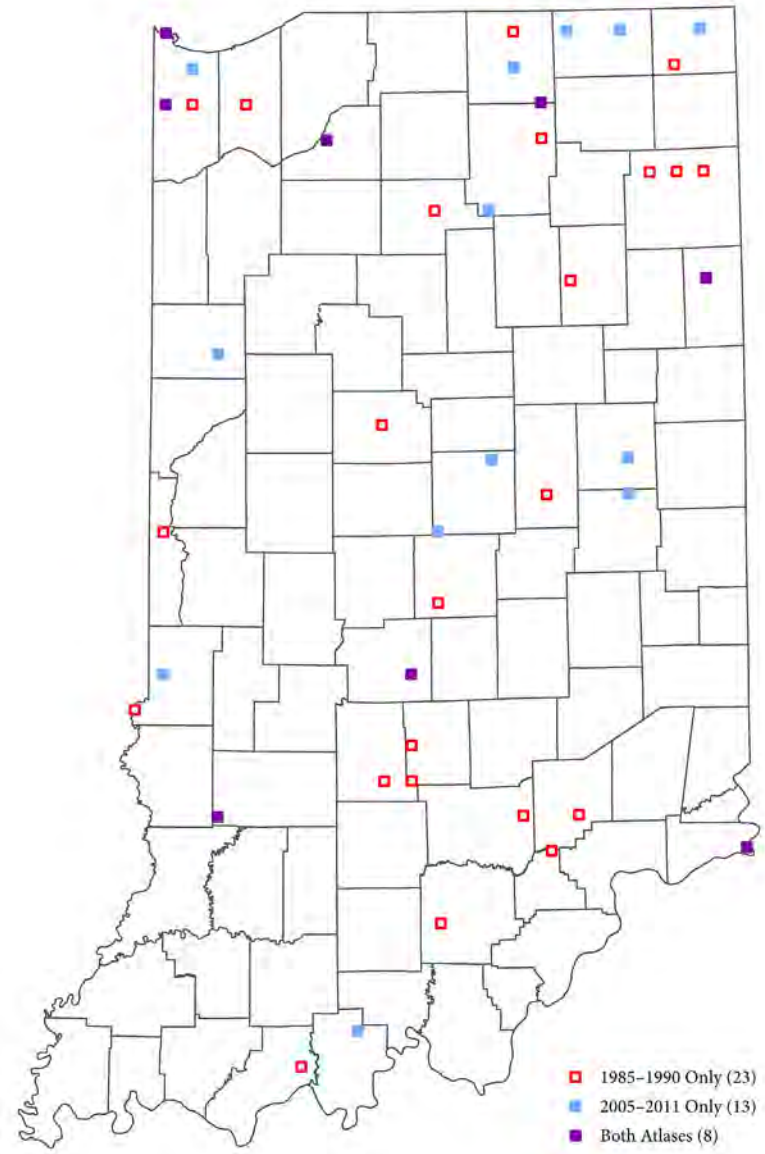 1985–1990 Only (23)
2005–2011 Only (13)
Both Atlases (8)